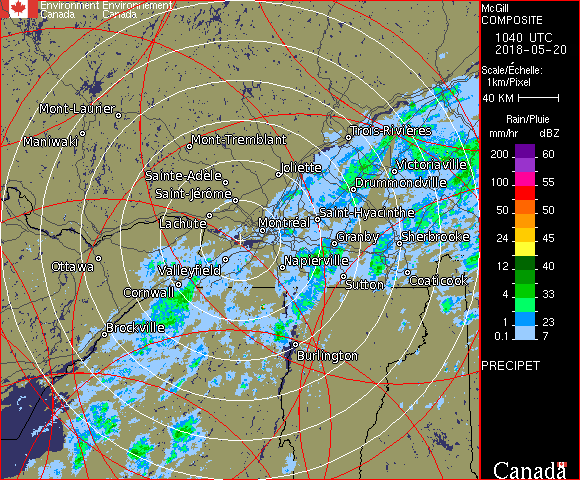 Environment Environnement
Canada Canada
McGill
COMPOSITE
1040 UTC
2018-05-20
Scale/Échelle:
1km/Pixel
40 KM
Rain/Pluie
mm/hr dBZ
200 60
100 55
50 50
24 45
12 40
4 33
1 23
0.1 7
PRECIPET
Canada
Mont-Laurier
Maniwaki
Mont-Tremblant
Trois-Rivières
Victoriaville
Sainte-Adèle
Joliette
Drummondville
Saint-Jérôme
Lachute
Montréal
Saint-Hyacinthe
Granby
Sherbrooke
Ottawa
Valleyfield
Napierville
Sutton
Coaticook
Cornwall
Brockville
Burlington